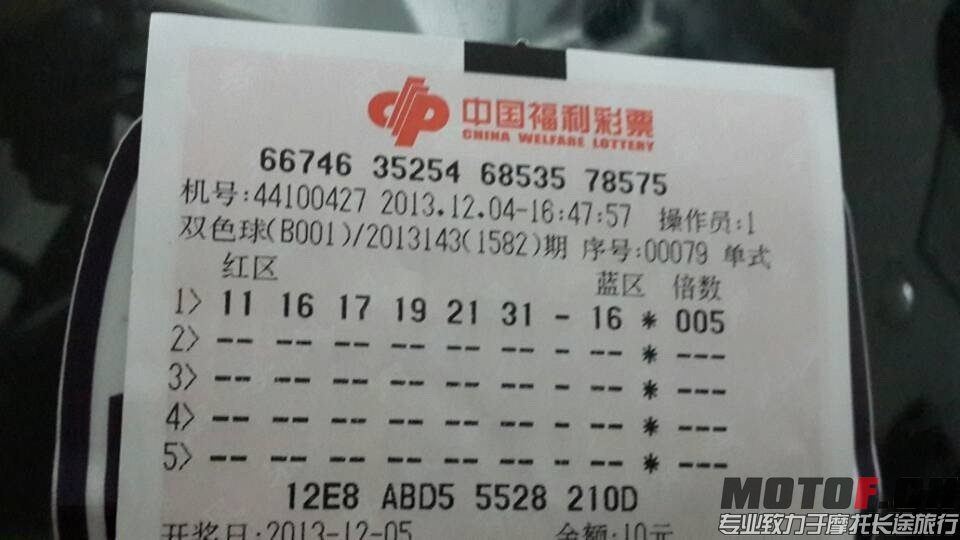 中国福利彩票
CHINA WELFARE LOTTERY
66746 35254 68535 78575
机号:44100427 2013.12.04-16:47:57 操作员:1
双色球(B001)/2013143(1582)期 序号:00079 单式
红区 蓝区 倍数
1> 11 16 17 19 21 31 - 16 * 005
2> -- -- -- -- -- -- - -- * ---
3> -- -- -- -- -- -- - -- * ---
4> -- -- -- -- -- -- - -- * ---
5> -- -- -- -- -- -- - -- * ---
12E8 ABD5 5528 210D
开奖日:2013-12-05 金额:10元
MOTOF.CN
专业致力于摩托长途旅行